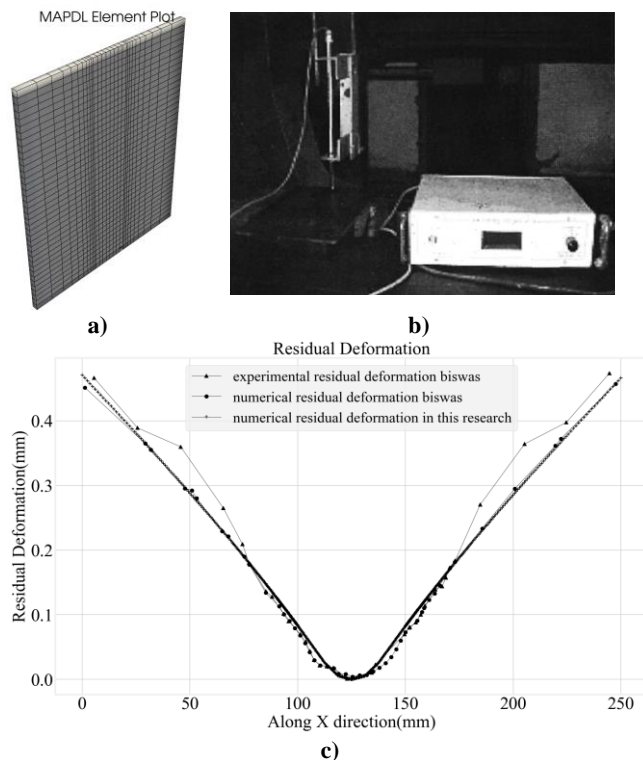 MAPDL Element Plot
a)
b)
Residual Deformation
experimental residual deformation biswas
numerical residual deformation biswas
numerical residual deformation in this research
Residual Deformation(mm)
0.4
0.3
0.2
0.1
0.0
0
50
100
150
200
250
Along X direction(mm)
c)